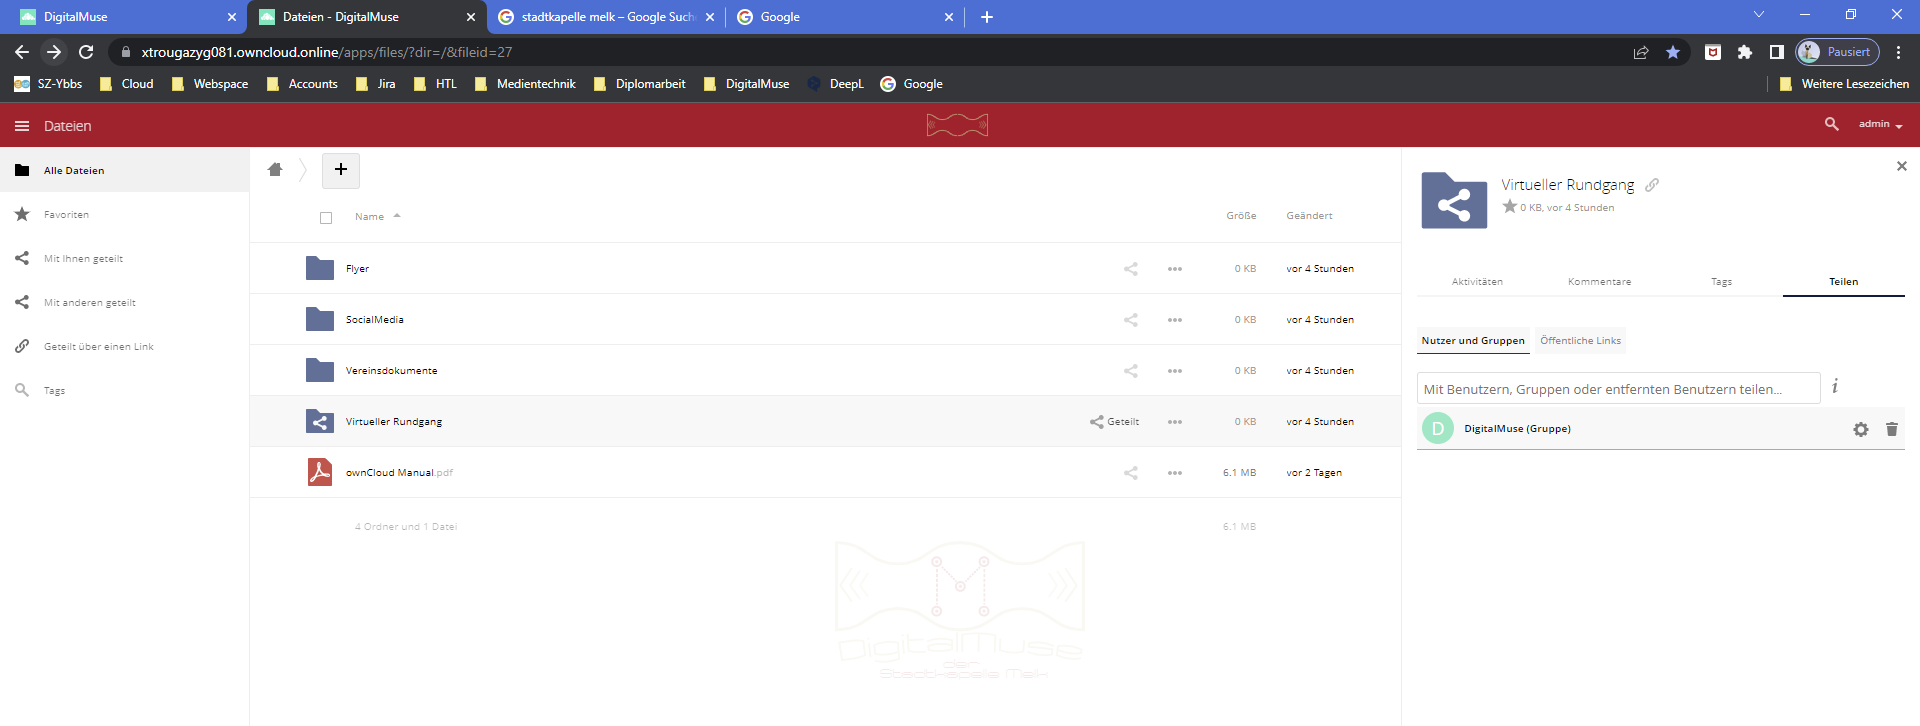 DigitalMuse
Dateien - DigitalMuse
stadtkapelle melk – Google Such
Google
xtrougazyg081.owncloud.online/apps/files/?dir=/&fileid=27
Pausiert
SZ-Ybbs
Cloud
Webspace
Accounts
Jira
HTL
Medientechnik
Diplomarbeit
DigitalMuse
DeepL
Google
Weitere Lesezeichen
Dateien
admin
Alle Dateien
Favoriten
Mit Ihnen geteilt
Mit anderen geteilt
Geteilt über einen Link
Tags
+
Name
Größe
Geändert
Flyer
0 KB
vor 4 Stunden
SocialMedia
0 KB
vor 4 Stunden
Vereinsdokumente
0 KB
vor 4 Stunden
Virtueller Rundgang
Geteilt
0 KB
vor 4 Stunden
ownCloud Manual.pdf
6.1 MB
vor 2 Tagen
4 Ordner und 1 Datei
6.1 MB
DigitalMuse
der
Stadtkapelle Melk
Virtueller Rundgang
0 KB, vor 4 Stunden
Aktivitäten
Kommentare
Tags
Teilen
Nutzer und Gruppen
Öffentliche Links
Mit Benutzern, Gruppen oder entfernten Benutzern teilen...
i
D
DigitalMuse (Gruppe)